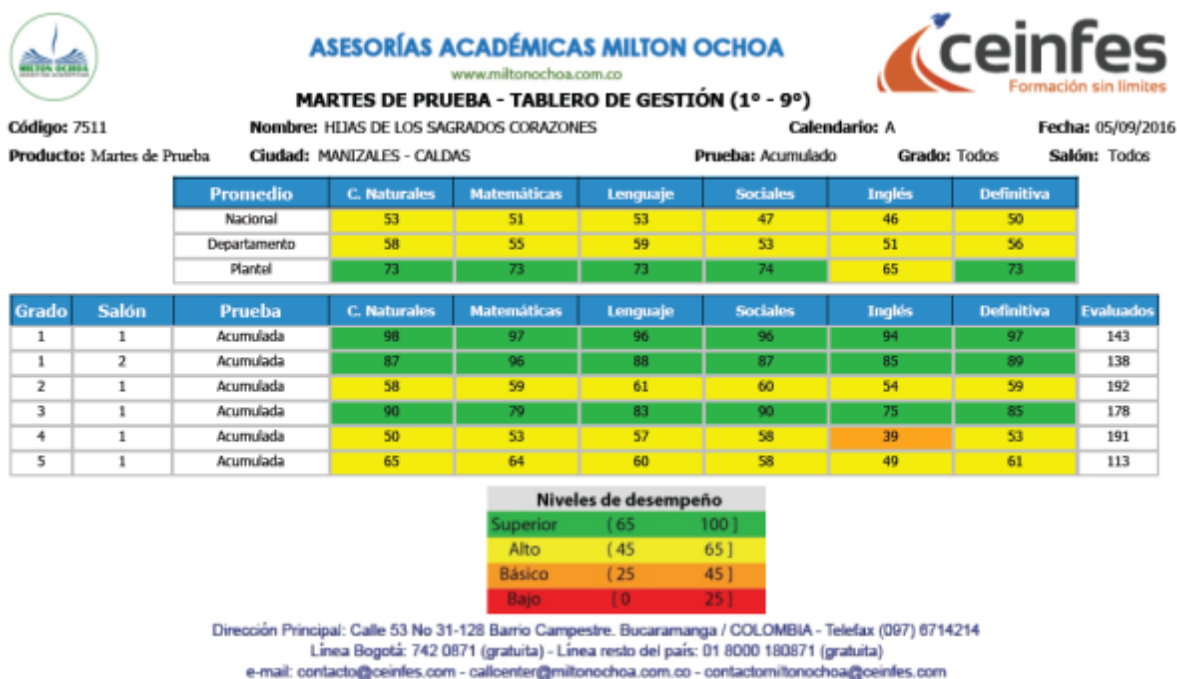 MILTON OCHOA
ASESORÍAS ACADÉMICAS MILTON OCHOA
www.miltonochoa.com.co
ceinfes
Formación sin límites
MARTES DE PRUEBA - TABLERO DE GESTIÓN (1° - 9°)
Código: 7511 Nombre: HIJAS DE LOS SAGRADOS CORAZONES Calendario: A Fecha: 05/09/2016
Producto: Martes de Prueba Ciudad: MANIZALES - CALDAS Prueba: Acumulado Grado: Todos Salón: Todos
Promedio C. Naturales Matemáticas Lenguaje Sociales Inglés Definitiva
Nacional 53 51 53 47 46 50
Departamento 58 55 59 53 51 56
Plantel 73 73 73 74 65 73
Grado Salón Prueba C. Naturales Matemáticas Lenguaje Sociales Inglés Definitiva Evaluados
1 1 Acumulada 98 97 96 96 94 97 143
1 2 Acumulada 87 96 88 87 85 89 138
2 1 Acumulada 58 59 61 60 54 59 192
3 1 Acumulada 90 79 83 90 75 85 178
4 1 Acumulada 50 53 57 58 39 53 191
5 1 Acumulada 65 64 60 58 49 61 113
Niveles de desempeño
Superior ( 65 100 ]
Alto ( 45 65 ]
Básico ( 25 45 ]
Bajo [ 0 25 ]
Dirección Principal: Calle 53 No 31-128 Barrio Campestre. Bucaramanga / COLOMBIA - Telefax (097) 6714214
Línea Bogotá: 742 0871 (gratuita) - Línea resto del país: 01 8000 180871 (gratuita)
e-mail: contacto@ceinfes.com - callcenter@miltonochoa.com.co - contactomiltonochoa@ceinfes.com